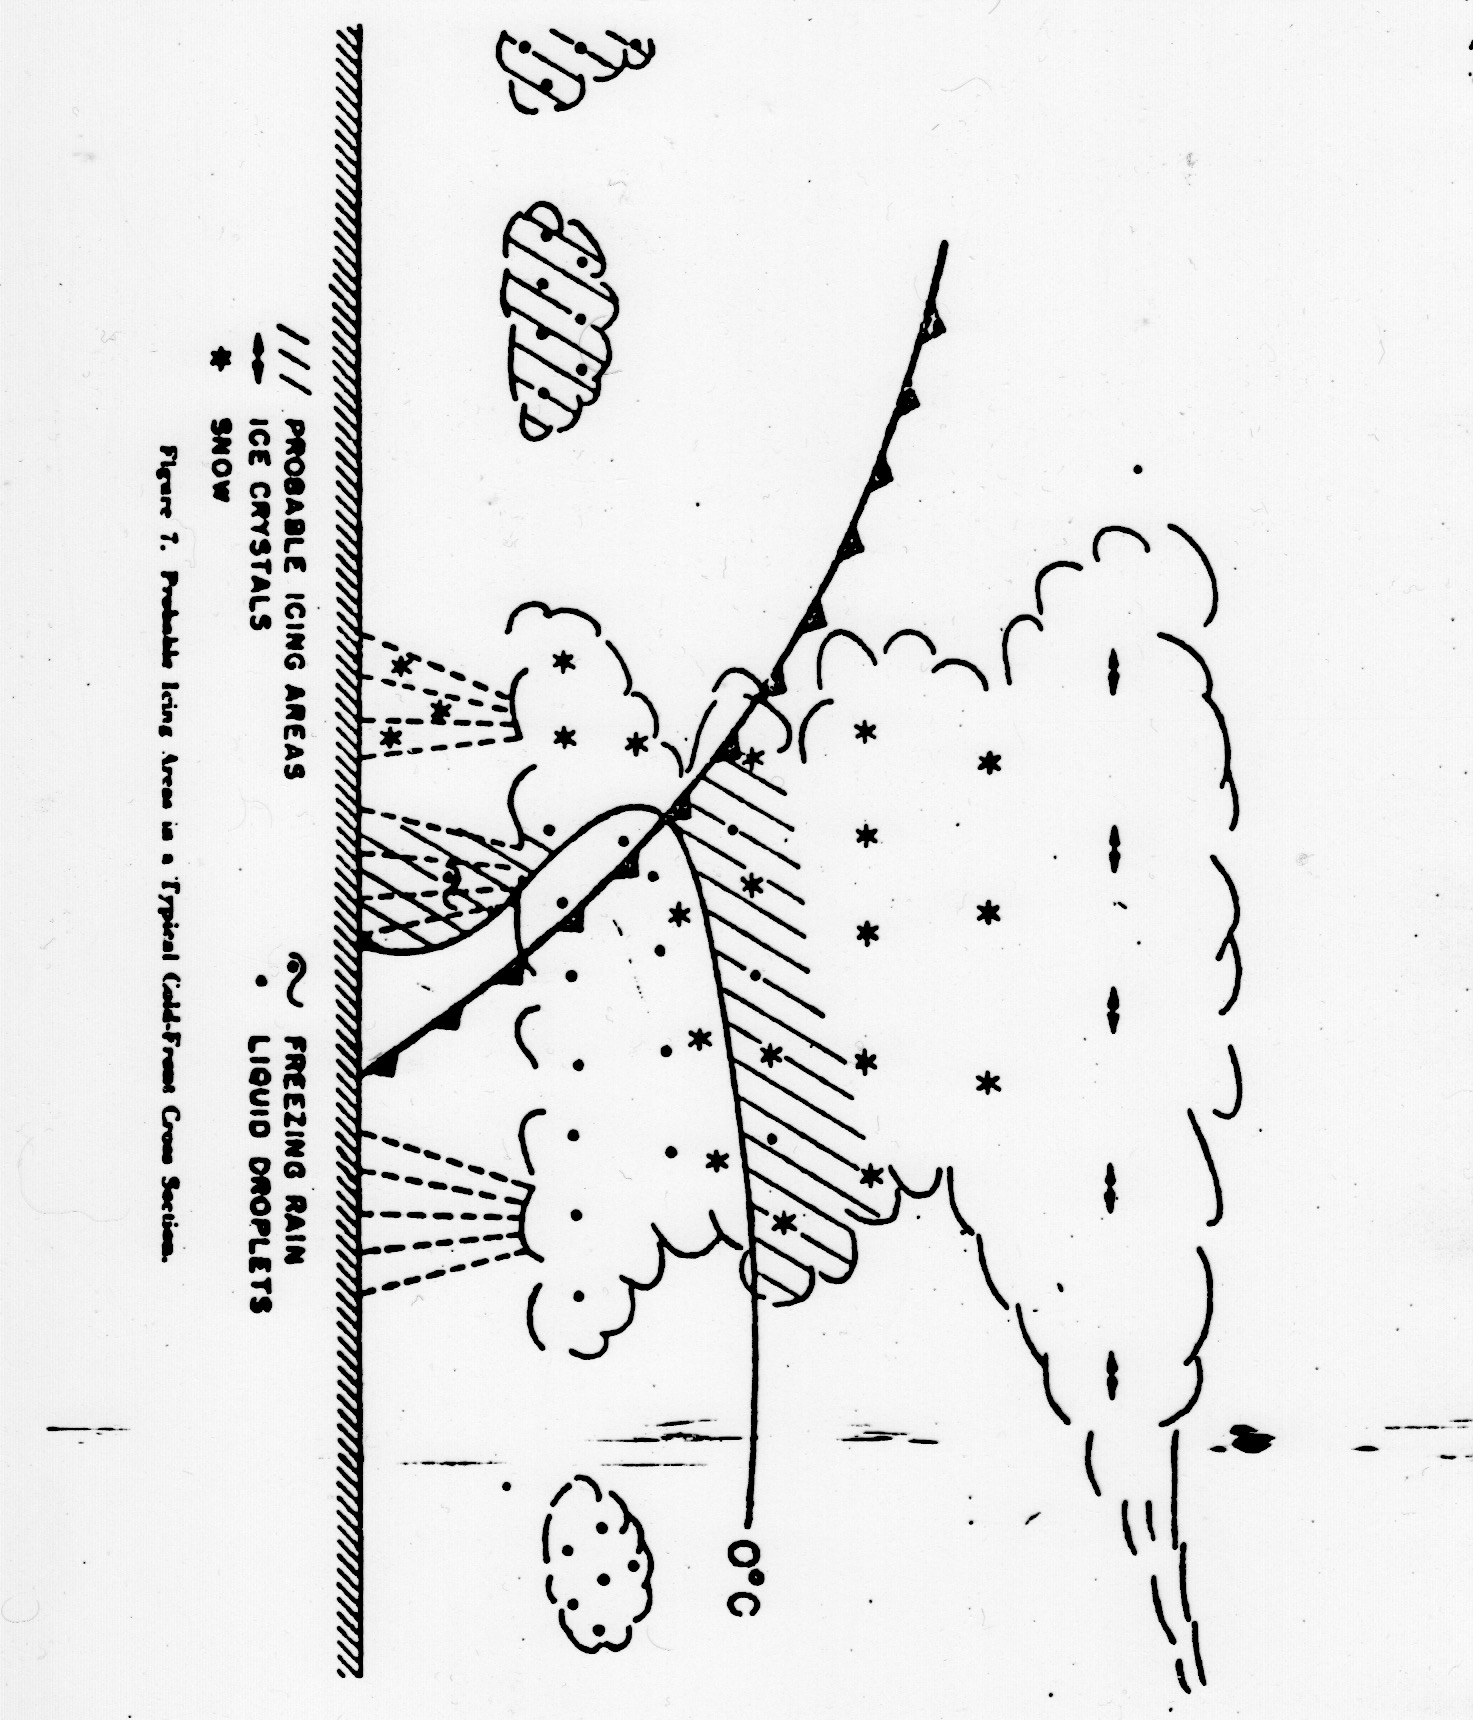 0°C
/// PROBABLE ICING AREAS
ICE CRYSTALS
* SNOW
FREEZING RAIN
• LIQUID DROPLETS
Figure 7. Probable Icing Areas in a Typical Cold-Front Cross Section.